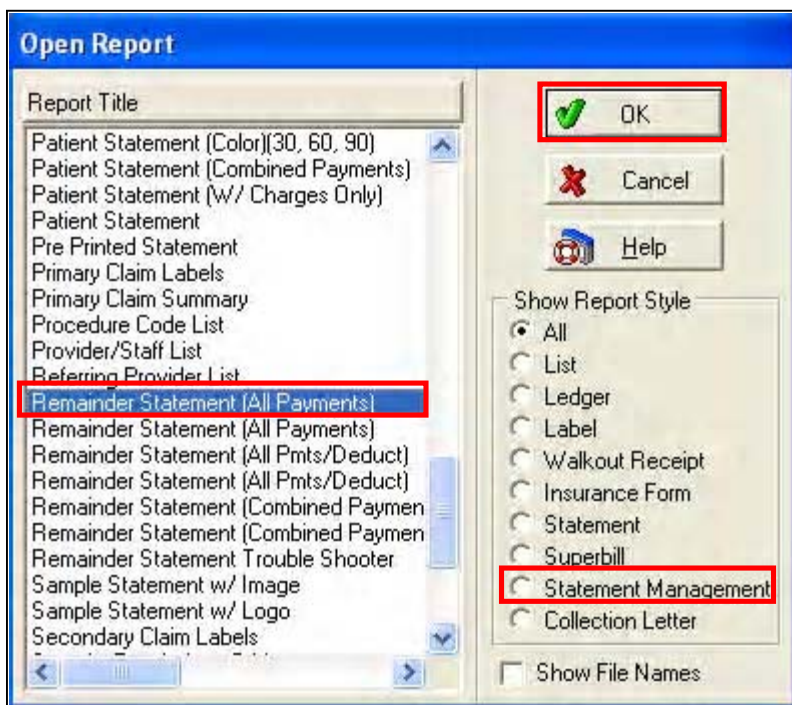 Open Report
Report Title
Patient Statement (Color)(30, 60, 90)
Patient Statement (Combined Payments)
Patient Statement (W/ Charges Only)
Patient Statement
Pre Printed Statement
Primary Claim Labels
Primary Claim Summary
Procedure Code List
Provider/Staff List
Referring Provider List
Remainder Statement (All Payments)
Remainder Statement (All Payments)
Remainder Statement (All Pmts/Deduct)
Remainder Statement (All Pmts/Deduct)
Remainder Statement (Combined Paymen
Remainder Statement (Combined Paymen
Remainder Statement Trouble Shooter
Sample Statement w/ Image
Sample Statement w/ Logo
Secondary Claim Labels
OK
Cancel
Help
Show Report Style
All
List
Ledger
Label
Walkout Receipt
Insurance Form
Statement
Superbill
Statement Management
Collection Letter
Show File Names